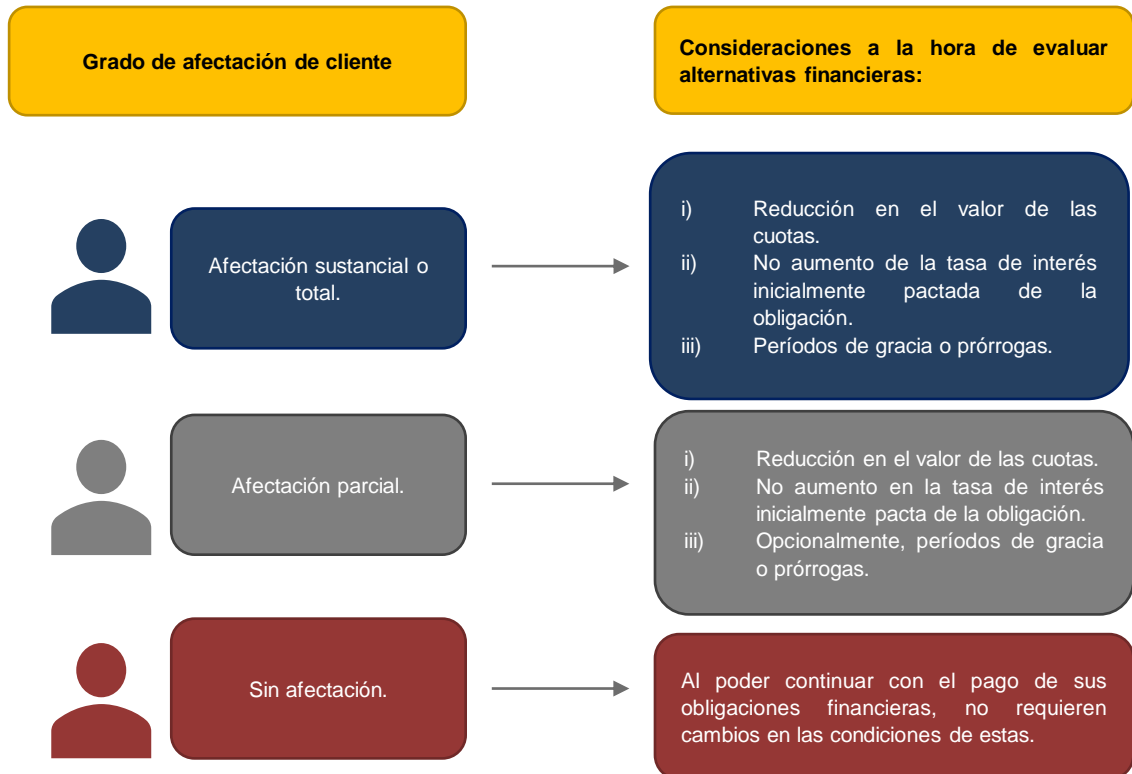 Grado de afectación de cliente
Consideraciones a la hora de evaluar
alternativas financieras:
Afectación sustancial o
total.
i) Reducción en el valor de las
cuotas.
ii) No aumento de la tasa de interés
inicialmente pactada de la
obligación.
iii) Períodos de gracia o prórrogas.
Afectación parcial.
i) Reducción en el valor de las cuotas.
ii) No aumento en la tasa de interés
inicialmente pacta de la obligación.
iii) Opcionalmente, períodos de gracia
o prórrogas.
Sin afectación.
Al poder continuar con el pago de sus
obligaciones financieras, no requieren
cambios en las condiciones de estas.